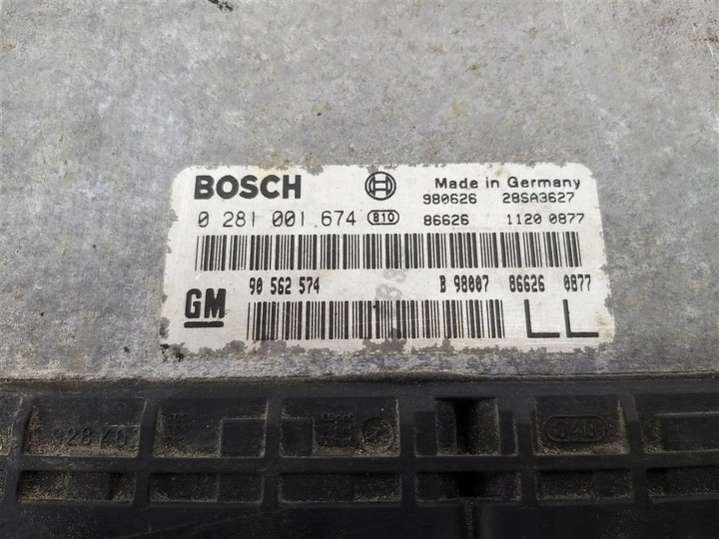 BOSCH Made in Germany
980626 28SA3627
0 281 001 674 810 86626 1120 0877
90 562 574 B 98007 86626 0877
GM LL